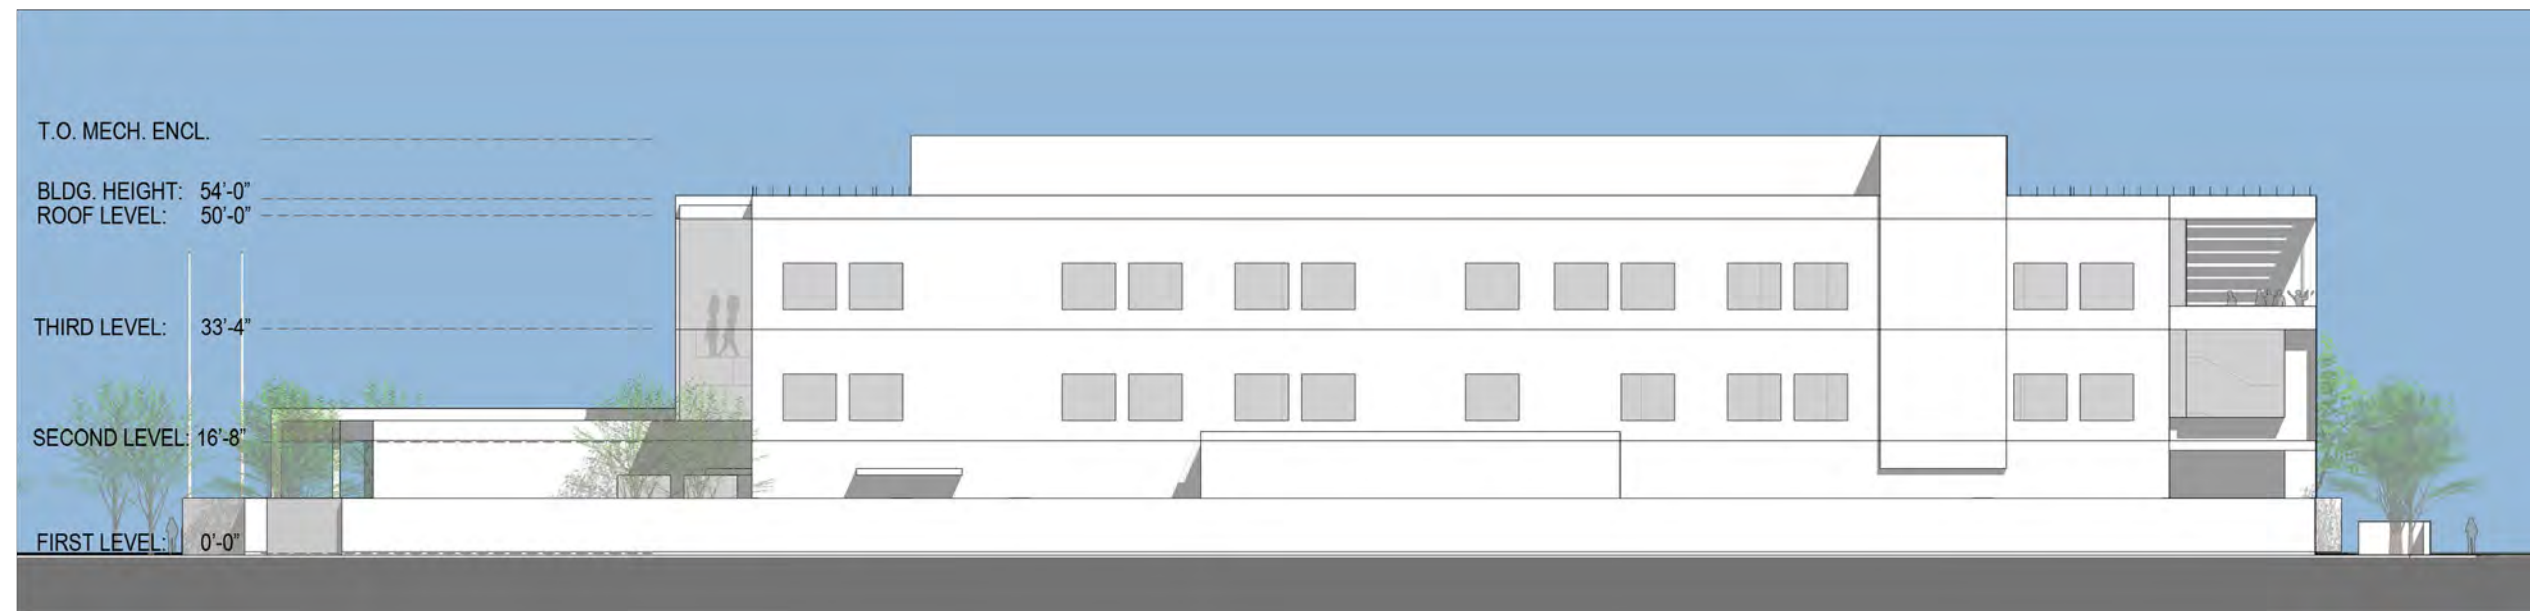 T.O. MECH. ENCL.
BLDG. HEIGHT: 54'-0"
ROOF LEVEL: 50'-0"
THIRD LEVEL: 33'-4"
SECOND LEVEL: 16'-8"
FIRST LEVEL: 0'-0"